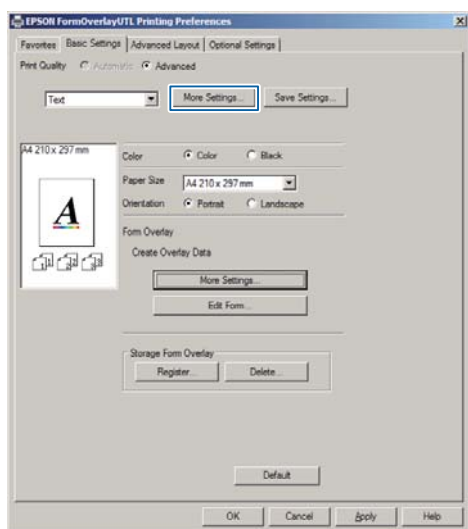 EPSON FormOverlayUTL Printing Preferences
Favorites Basic Settings Advanced Layout Optional Settings
Print Quality Automatic Advanced
Text More Settings... Save Settings...
A4 210 x 297 mm
Color Color Black
Paper Size A4 210 x 297 mm
Orientation Portrait Landscape
A
Form Overlay
Create Overlay Data
More Settings...
Edit Form...
Storage Form Overlay
Register... Delete...
Default
OK Cancel Apply Help